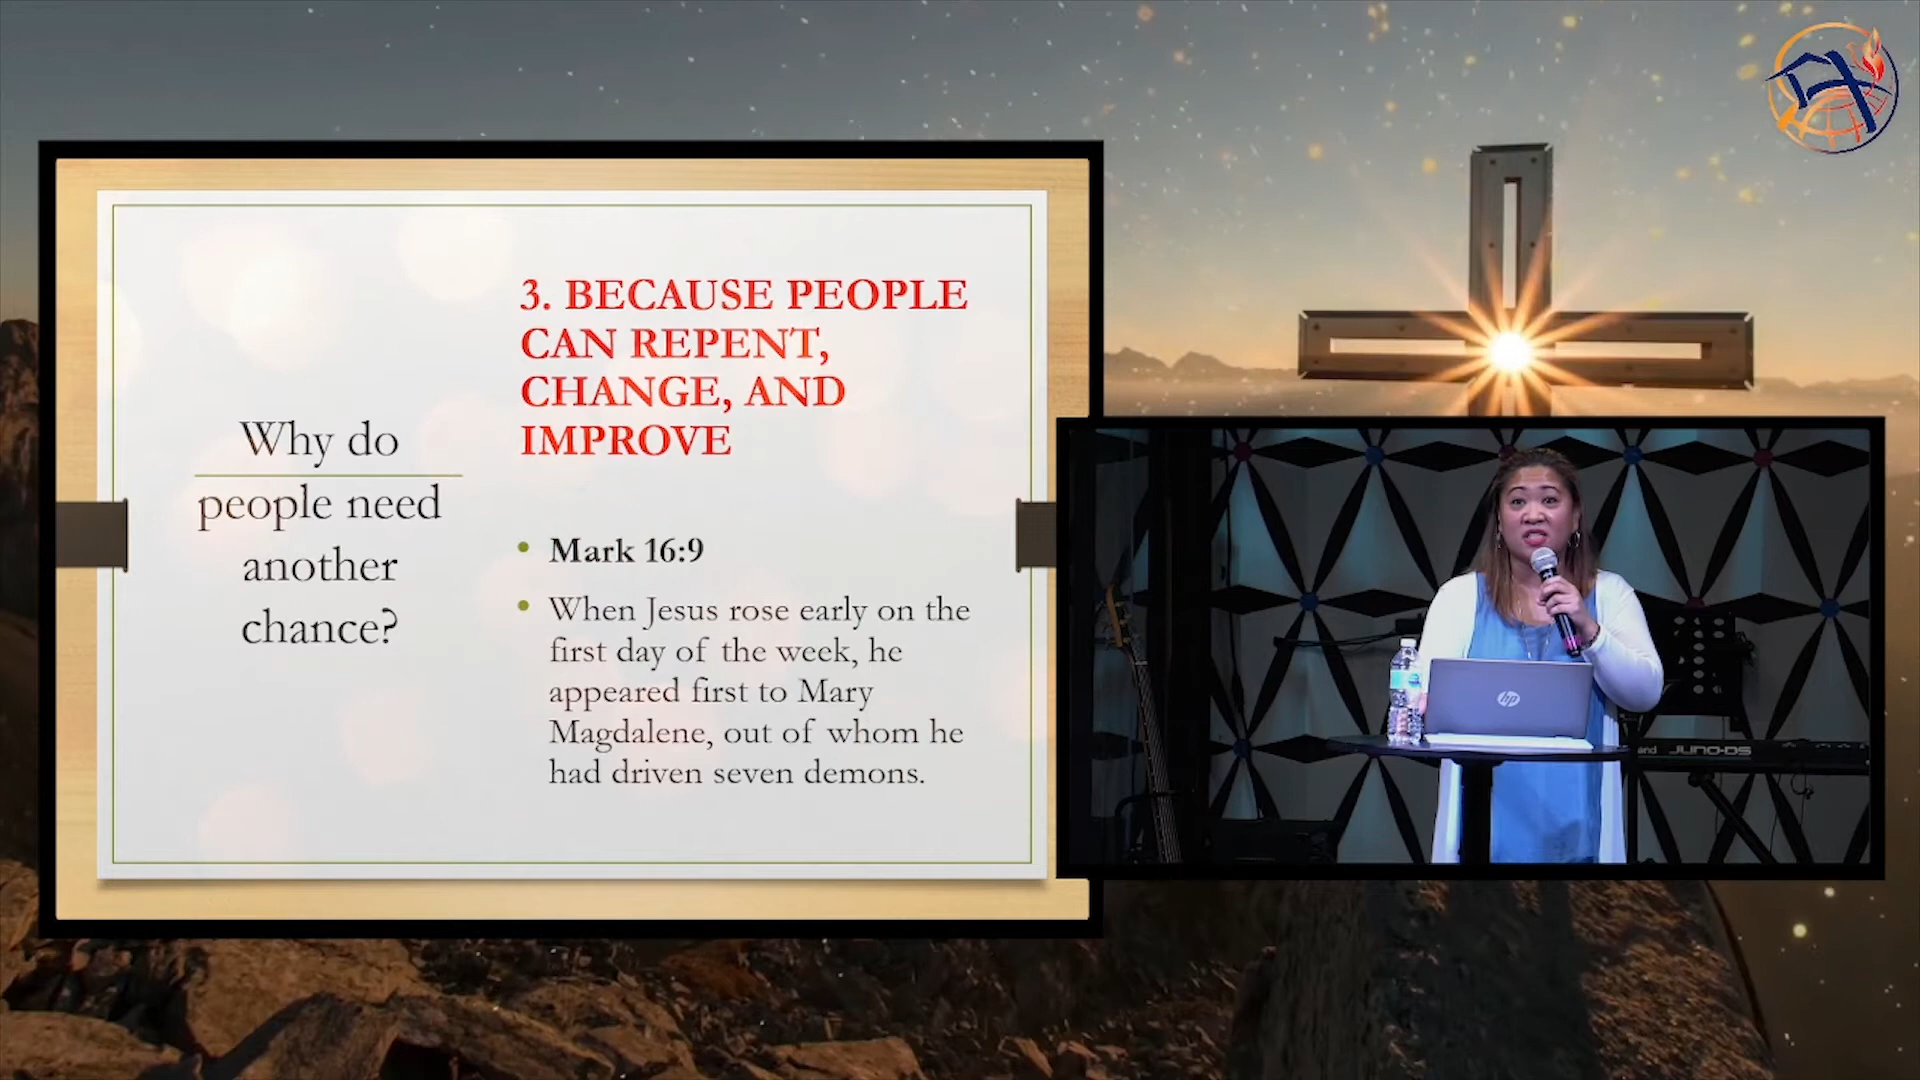 Why do
people need
another
chance?
3. BECAUSE PEOPLE
CAN REPENT,
CHANGE, AND
IMPROVE
• Mark 16:9
• When Jesus rose early on the
first day of the week, he
appeared first to Mary
Magdalene, out of whom he
had driven seven demons.
hp
and JUNO-DS